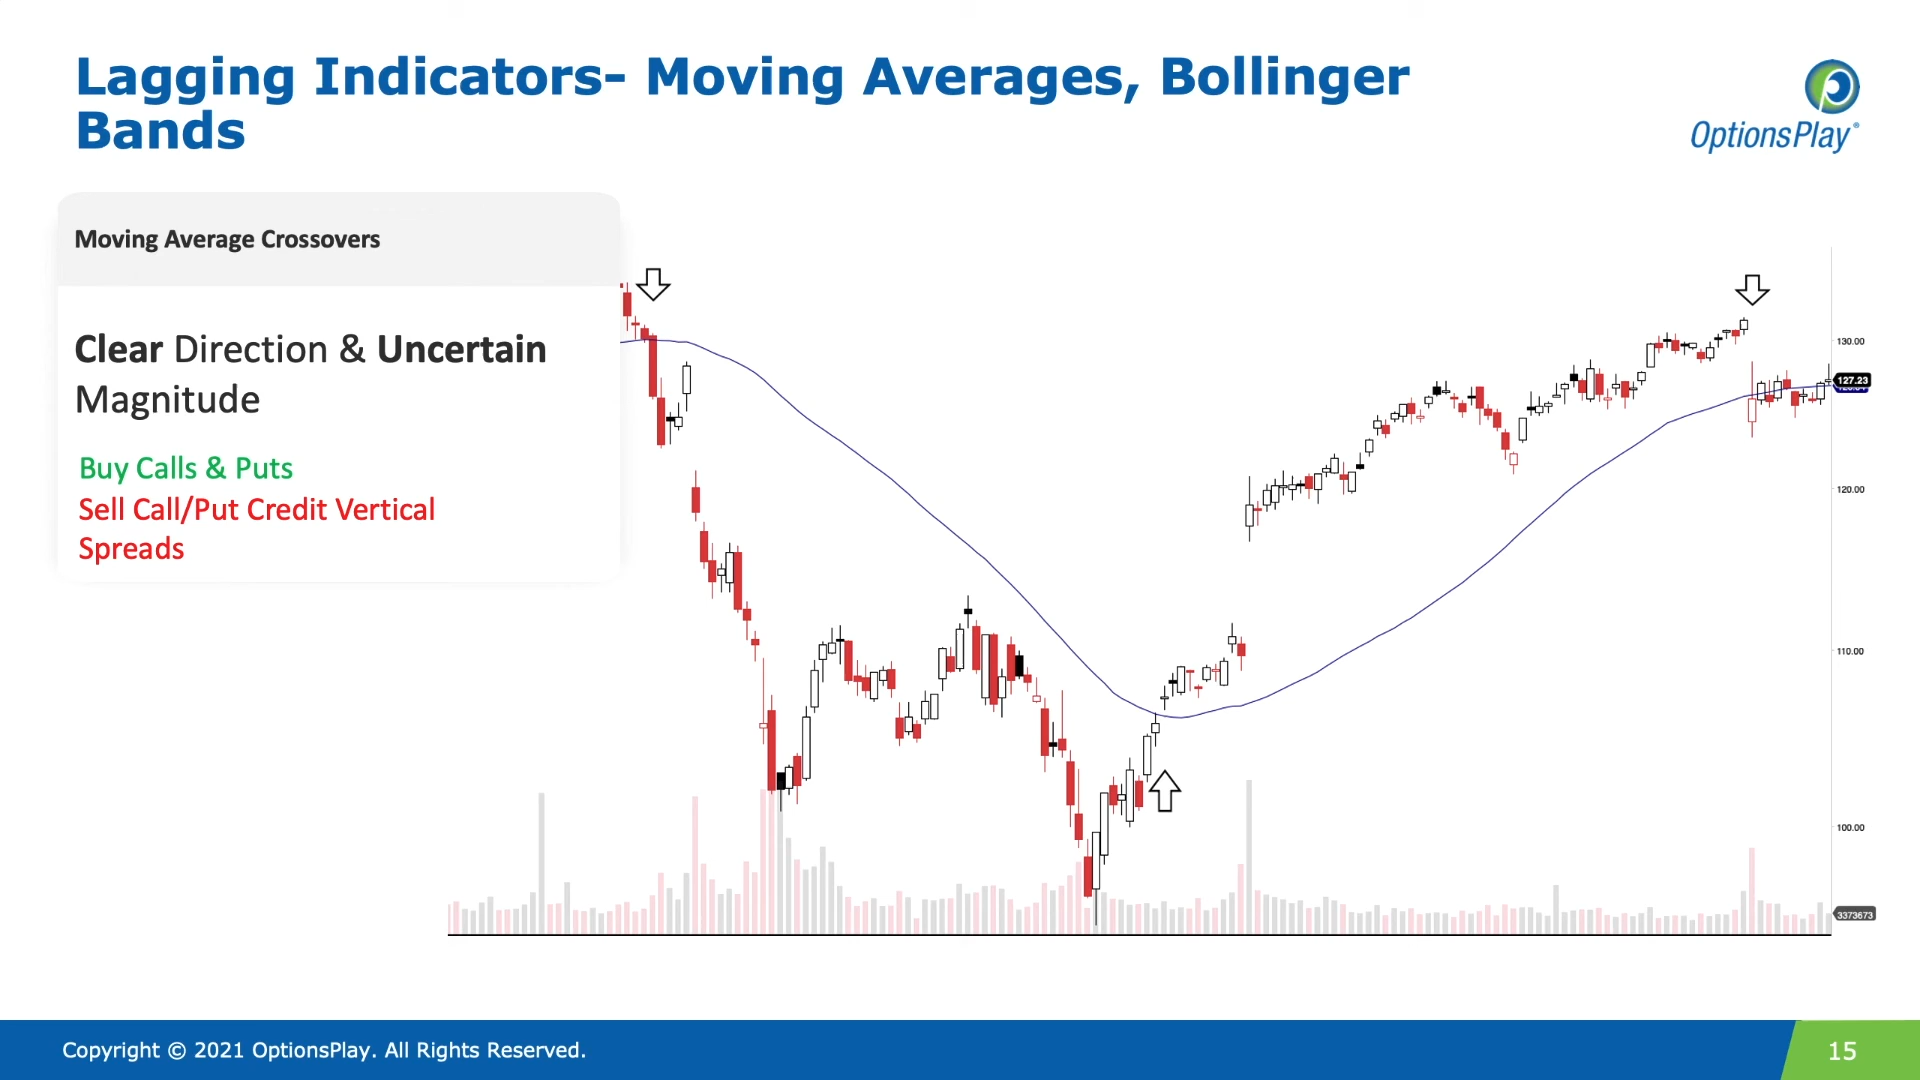 Lagging Indicators- Moving Averages, Bollinger
Bands
OptionsPlay®
Moving Average Crossovers
Clear Direction & Uncertain
Magnitude
Buy Calls & Puts
Sell Call/Put Credit Vertical
Spreads
130.00
127.23
120.00
110.00
100.00
3373673
Copyright © 2021 OptionsPlay. All Rights Reserved.
15